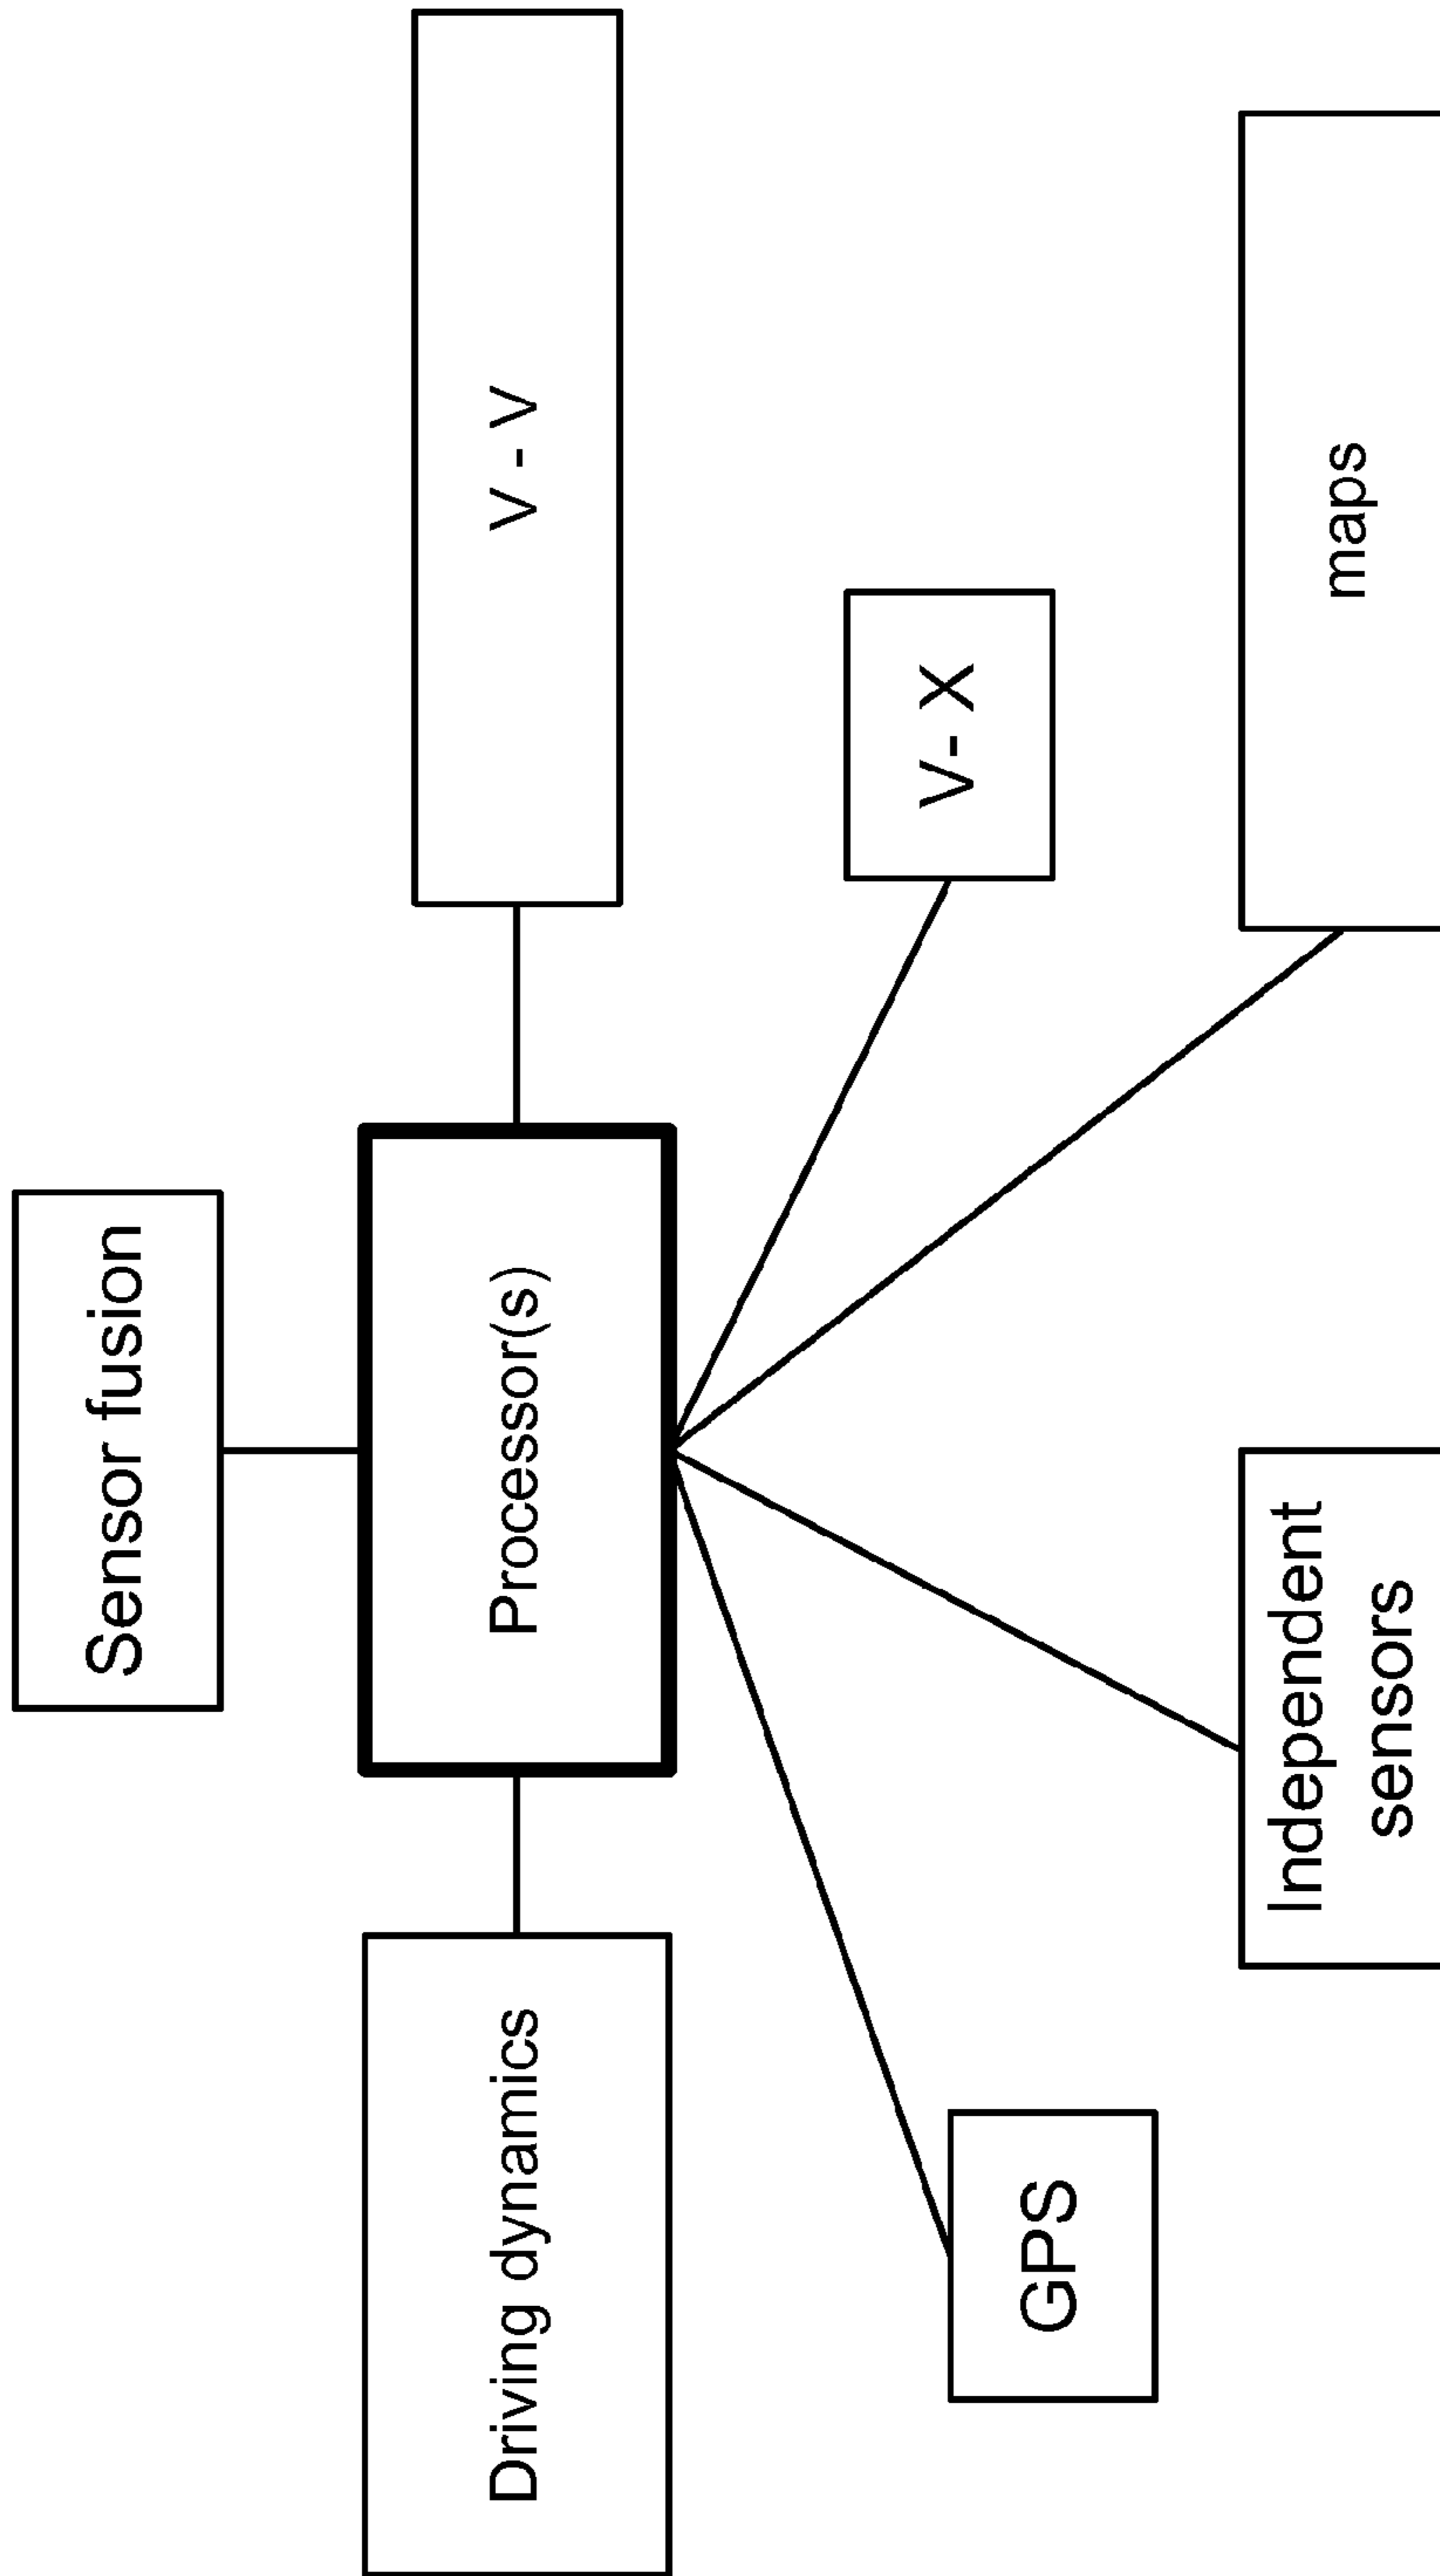 Sensor fusion
Driving dynamics
Processor(s)
V - V
V- X
GPS
Independent
sensors
maps